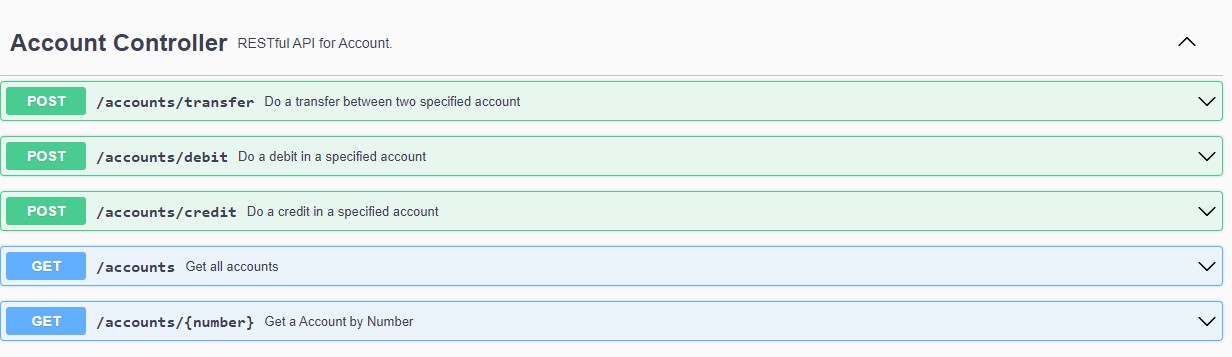 Account Controller RESTful API for Account.
POST /accounts/transfer Do a transfer between two specified account
POST /accounts/debit Do a debit in a specified account
POST /accounts/credit Do a credit in a specified account
GET /accounts Get all accounts
GET /accounts/{number} Get a Account by Number